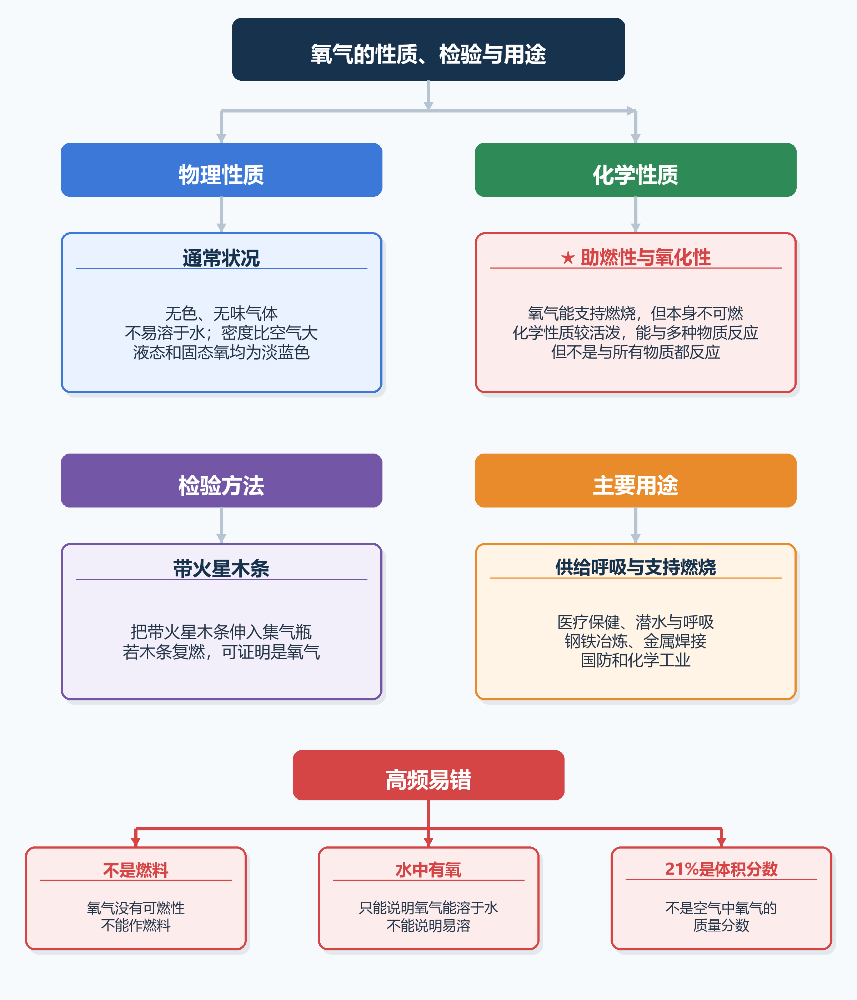 氧气的性质、检验与用途
物理性质
化学性质
通常状况
无色、无味气体
不易溶于水；密度比空气大
液态和固态氧均为淡蓝色
★ 助燃性与氧化性
氧气能支持燃烧，但本身不可燃
化学性质较活泼，能与多种物质反应
但不是与所有物质都反应
检验方法
主要用途
带火星木条
把带火星木条伸入集气瓶
若木条复燃，可证明是氧气
供给呼吸与支持燃烧
医疗保健、潜水与呼吸
钢铁冶炼、金属焊接
国防和化学工业
高频易错
不是燃料
氧气没有可燃性
不能作燃料
水中有氧
只能说明氧气能溶于水
不能说明易溶
21%是体积分数
不是空气中氧气的
质量分数